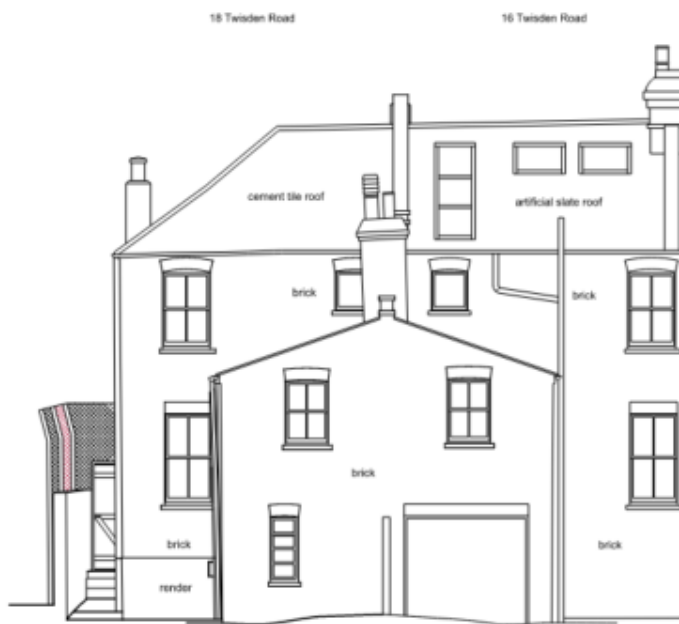 18 Twisden Road
16 Twisden Road
cement tile roof
artificial slate roof
brick
brick
brick
brick
brick
render